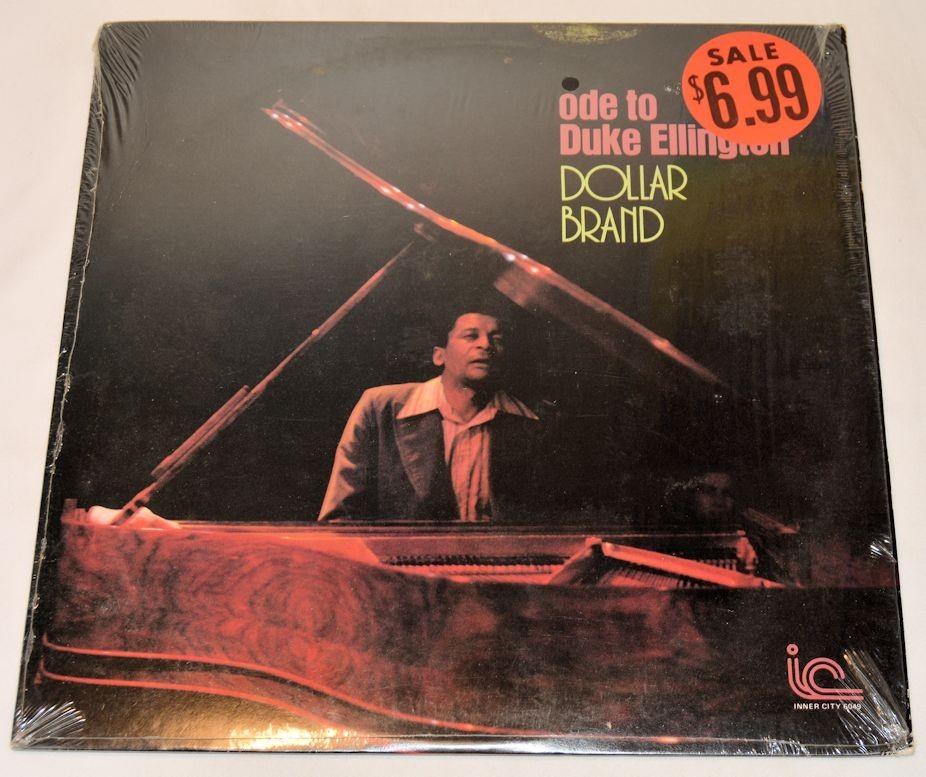 SALE
$6.99
ode to
Duke Ellington
DOLLAR
BRAND
ic
INNER CITY 6049